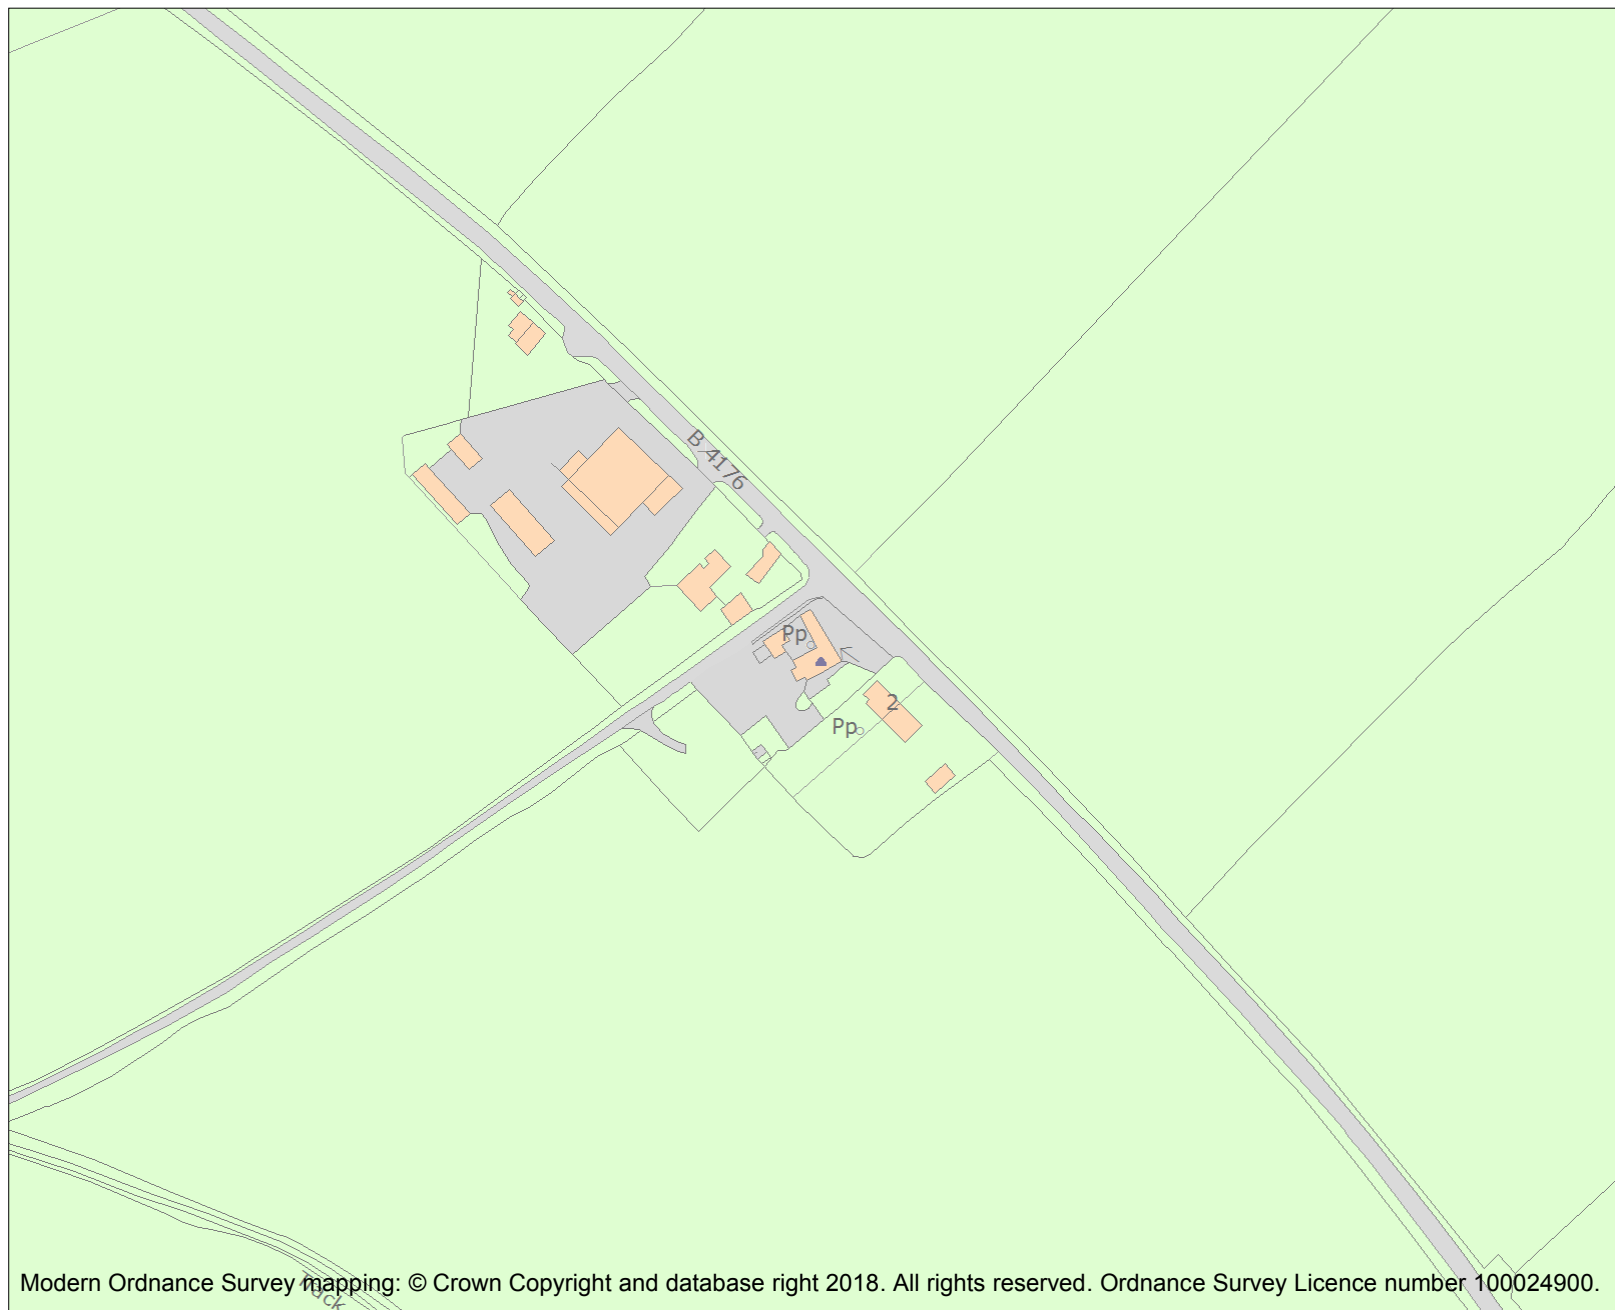 B 4176
Pp
2
Pp
Track
Modern Ordnance Survey mapping: © Crown Copyright and database right 2018. All rights reserved. Ordnance Survey Licence number 100024900.